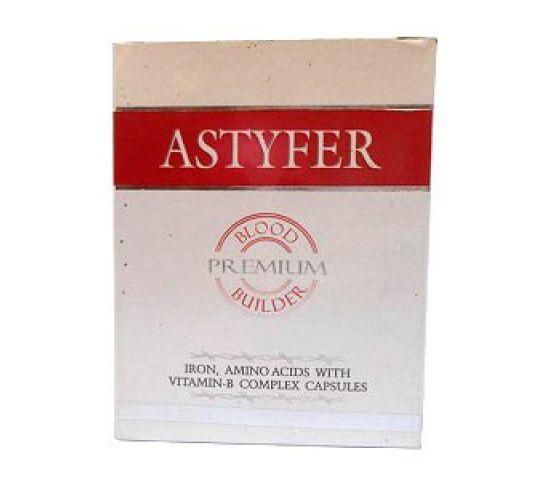 ASTYFER
BLOOD
PREMIUM
BUILDER
IRON, AMINO ACIDS WITH
VITAMIN-B COMPLEX CAPSULES